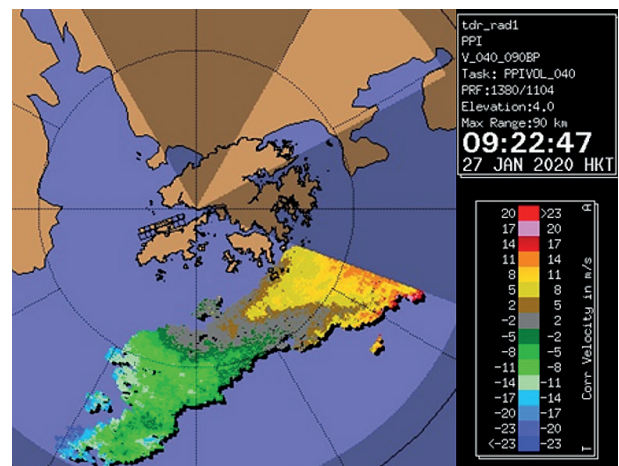 tdr_rad1
PPI
V_040_090BP
Task: PPIVOL_040
PRF:1380/1104
Elevation:4.0
Max Range:90 km
09:22:47
27 JAN 2020 HKT
20 >23
17 20
14 17
11 14
8 11
5 8
2 5
-2 2
-5 -2
-8 -5
-11 -8
-14 -11
-17 -14
-20 -17
-23 -20
<-23 -23
A
Corr Velocity in m/s
T